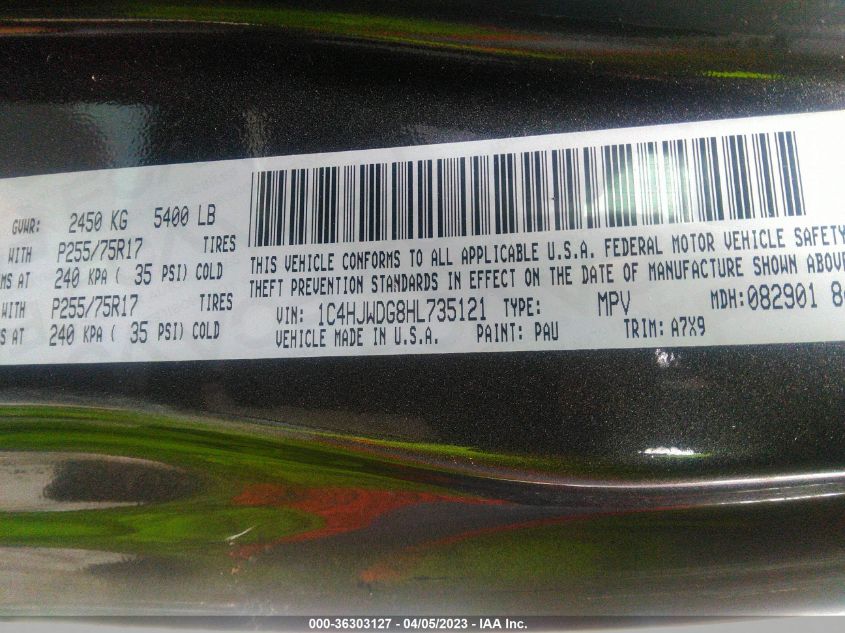 GVWR: 2450 KG 5400 LB
WITH P255/75R17 TIRES
MS AT 240 KPA ( 35 PSI) COLD
WITH P255/75R17 TIRES
S AT 240 KPA ( 35 PSI) COLD
THIS VEHICLE CONFORMS TO ALL APPLICABLE U.S.A. FEDERAL MOTOR VEHICLE SAFETY
THEFT PREVENTION STANDARDS IN EFFECT ON THE DATE OF MANUFACTURE SHOWN ABOVE
VIN: 1C4HJWDG8HL735121 TYPE: MPV MDH:082901 8
VEHICLE MADE IN U.S.A. PAINT: PAU TRIM: A7X9
000-36303127 - 04/05/2023 - IAA Inc.